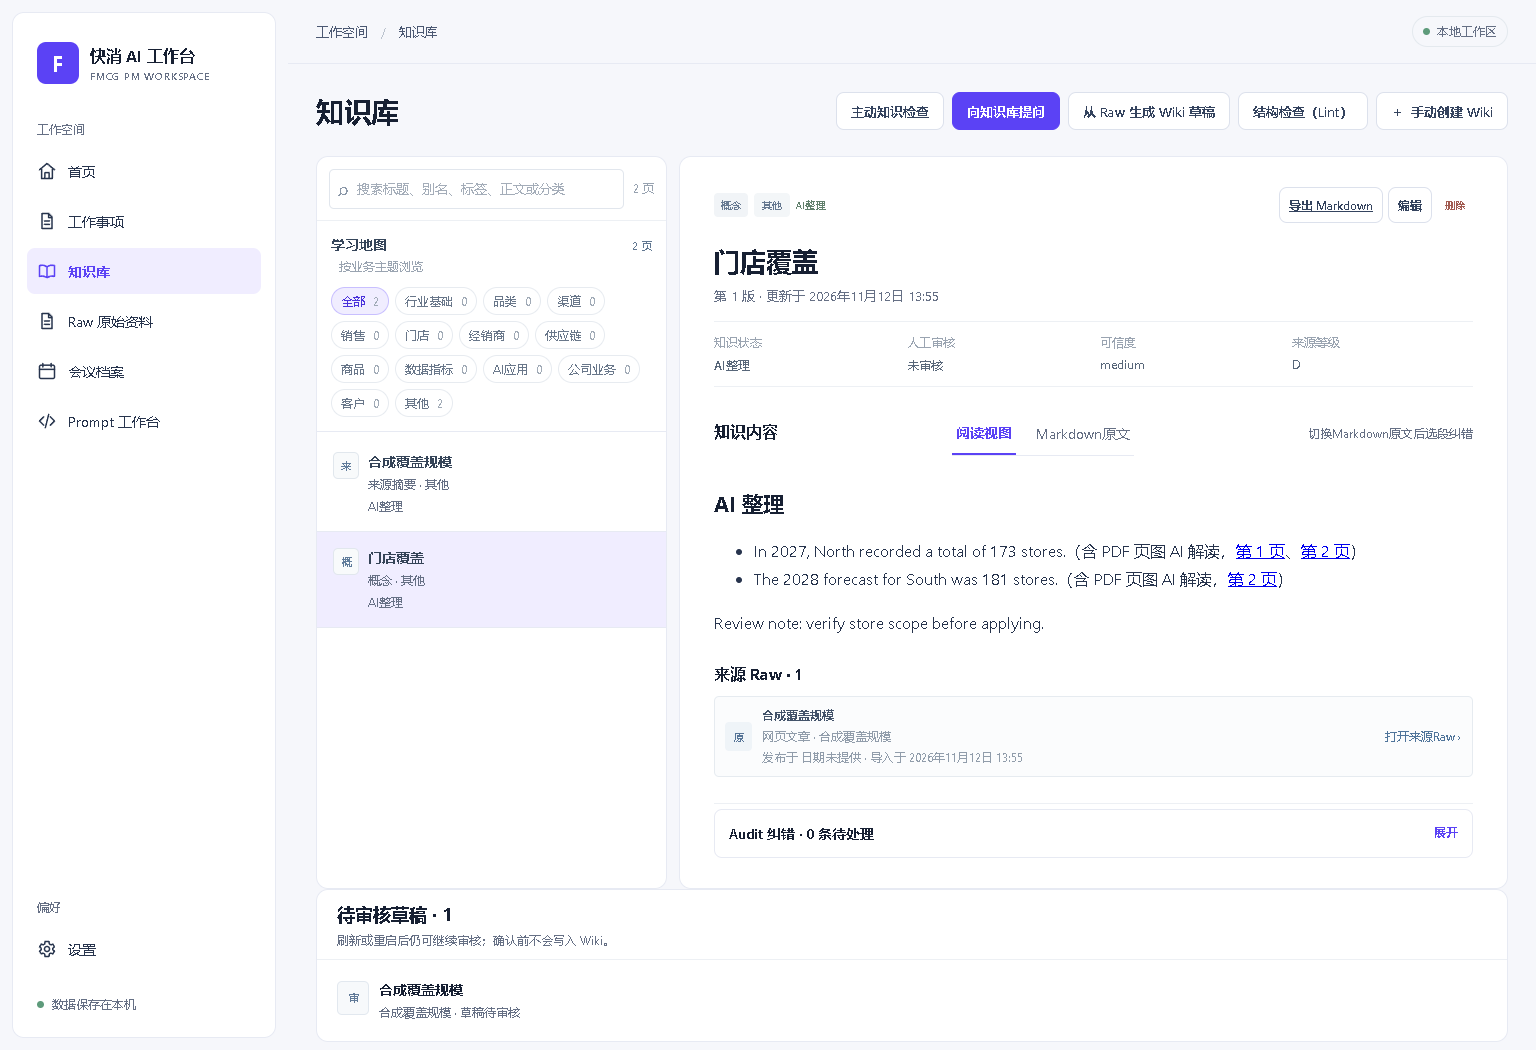 F
快消 AI 工作台
FMCG PM WORKSPACE
工作空间
首页
工作事项
知识库
Raw 原始资料
会议档案
Prompt 工作台
偏好
设置
数据保存在本机
工作空间 / 知识库
本地工作区
知识库
主动知识检查
向知识库提问
从 Raw 生成 Wiki 草稿
结构检查（Lint）
＋ 手动创建 Wiki
搜索标题、别名、标签、正文或分类
2 页
学习地图
2 页
按业务主题浏览
全部 2
行业基础 0
品类 0
渠道 0
销售 0
门店 0
经销商 0
供应链 0
商品 0
数据指标 0
AI应用 0
公司业务 0
客户 0
其他 2
来
合成覆盖规模
来源摘要 · 其他
AI整理
概
门店覆盖
概念 · 其他
AI整理
概念
其他
AI整理
导出 Markdown
编辑
删除
门店覆盖
第 1 版 · 更新于 2026年11月12日 13:55
知识状态
AI整理
人工审核
未审核
可信度
medium
来源等级
D
知识内容
阅读视图
Markdown原文
切换Markdown原文后选段纠错
AI 整理
In 2027, North recorded a total of 173 stores.（含 PDF 页图 AI 解读，第 1 页、第 2 页）
The 2028 forecast for South was 181 stores.（含 PDF 页图 AI 解读，第 2 页）
Review note: verify store scope before applying.
来源 Raw · 1
原
合成覆盖规模
网页文章 · 合成覆盖规模
发布于 日期未提供 · 导入于 2026年11月12日 13:55
打开来源Raw ›
Audit 纠错 · 0 条待处理
展开
待审核草稿 · 1
刷新或重启后仍可继续审核；确认前不会写入 Wiki。
审
合成覆盖规模
合成覆盖规模 · 草稿待审核